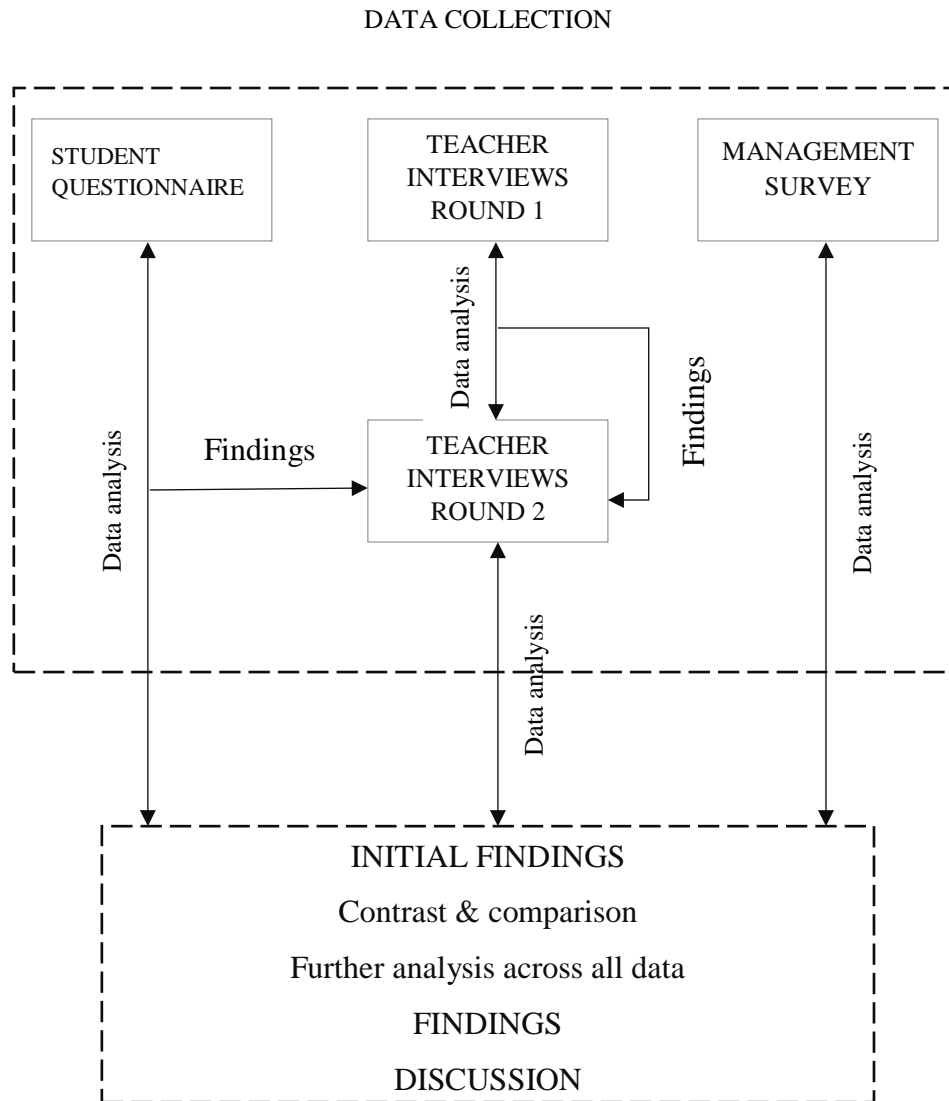 DATA COLLECTION
STUDENT
QUESTIONNAIRE
TEACHER
INTERVIEWS
ROUND 1
MANAGEMENT
SURVEY
Data analysis
Findings
Findings
TEACHER
INTERVIEWS
ROUND 2
Data analysis
Data analysis
Data analysis
INITIAL FINDINGS
Contrast & comparison
Further analysis across all data
FINDINGS
DISCUSSION